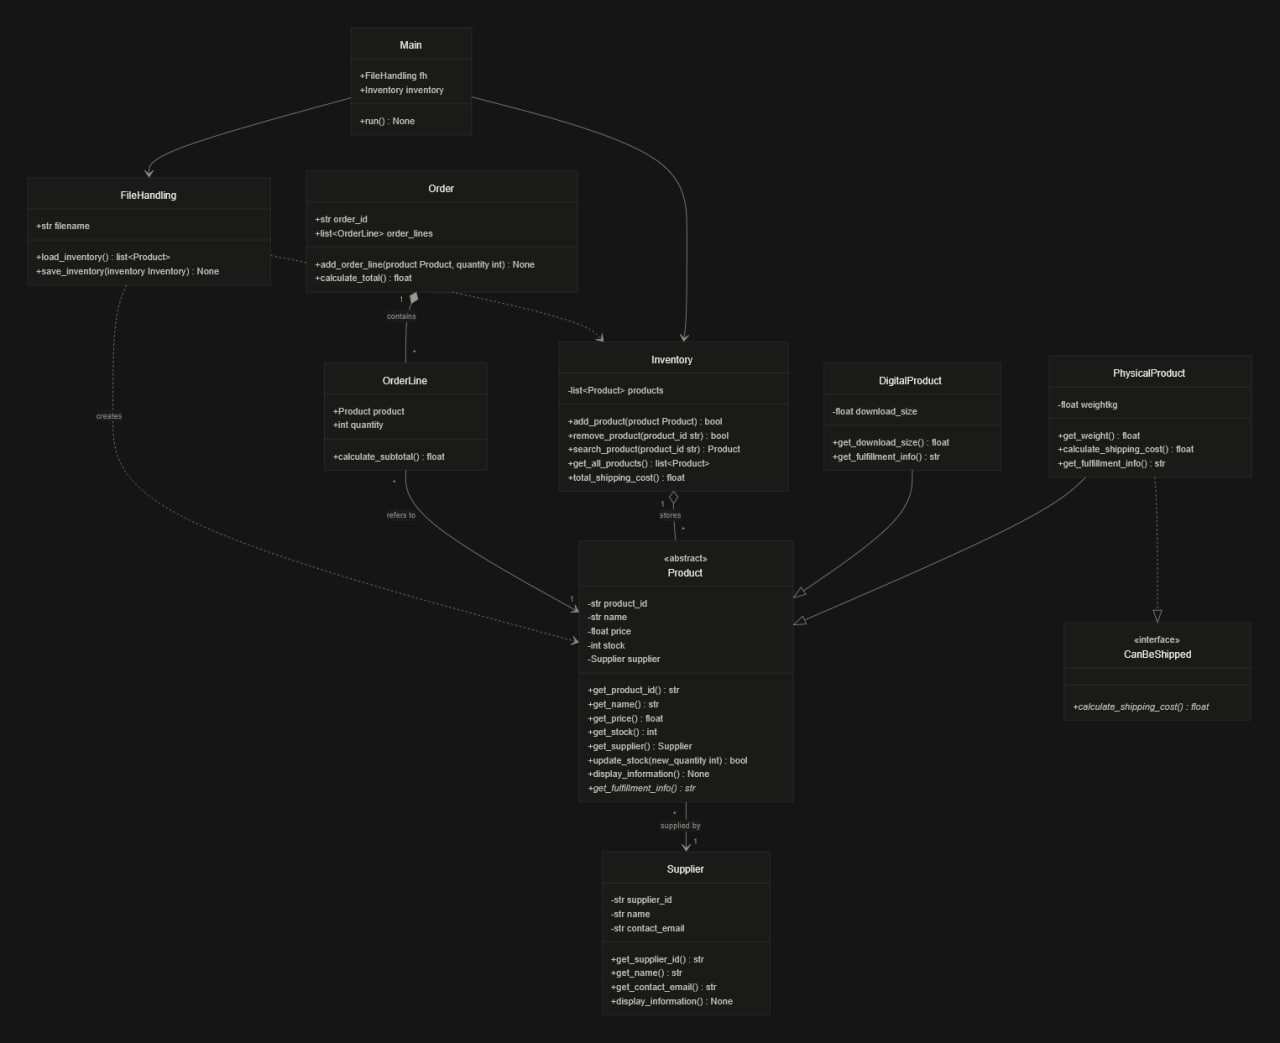 Main
+FileHandling fh
+Inventory inventory
+run() : None
FileHandling
+str filename
+load_inventory() : list<Product>
+save_inventory(inventory Inventory) : None
Order
+str order_id
+list<OrderLine> order_lines
+add_order_line(product Product, quantity int) : None
+calculate_total() : float
1
contains
*
OrderLine
+Product product
+int quantity
+calculate_subtotal() : float
*
refers to
1
creates
Inventory
-list<Product> products
+add_product(product Product) : bool
+remove_product(product_id str) : bool
+search_product(product_id str) : Product
+get_all_products() : list<Product>
+total_shipping_cost() : float
1
stores
*
DigitalProduct
-float download_size
+get_download_size() : float
+get_fulfillment_info() : str
PhysicalProduct
-float weightkg
+get_weight() : float
+calculate_shipping_cost() : float
+get_fulfillment_info() : str
«abstract»
Product
-str product_id
-str name
-float price
-int stock
-Supplier supplier
+get_product_id() : str
+get_name() : str
+get_price() : float
+get_stock() : int
+get_supplier() : Supplier
+update_stock(new_quantity int) : bool
+display_information() : None
+get_fulfillment_info() : str
«interface»
CanBeShipped
+calculate_shipping_cost() : float
*
supplied by
1
Supplier
-str supplier_id
-str name
-str contact_email
+get_supplier_id() : str
+get_name() : str
+get_contact_email() : str
+display_information() : None